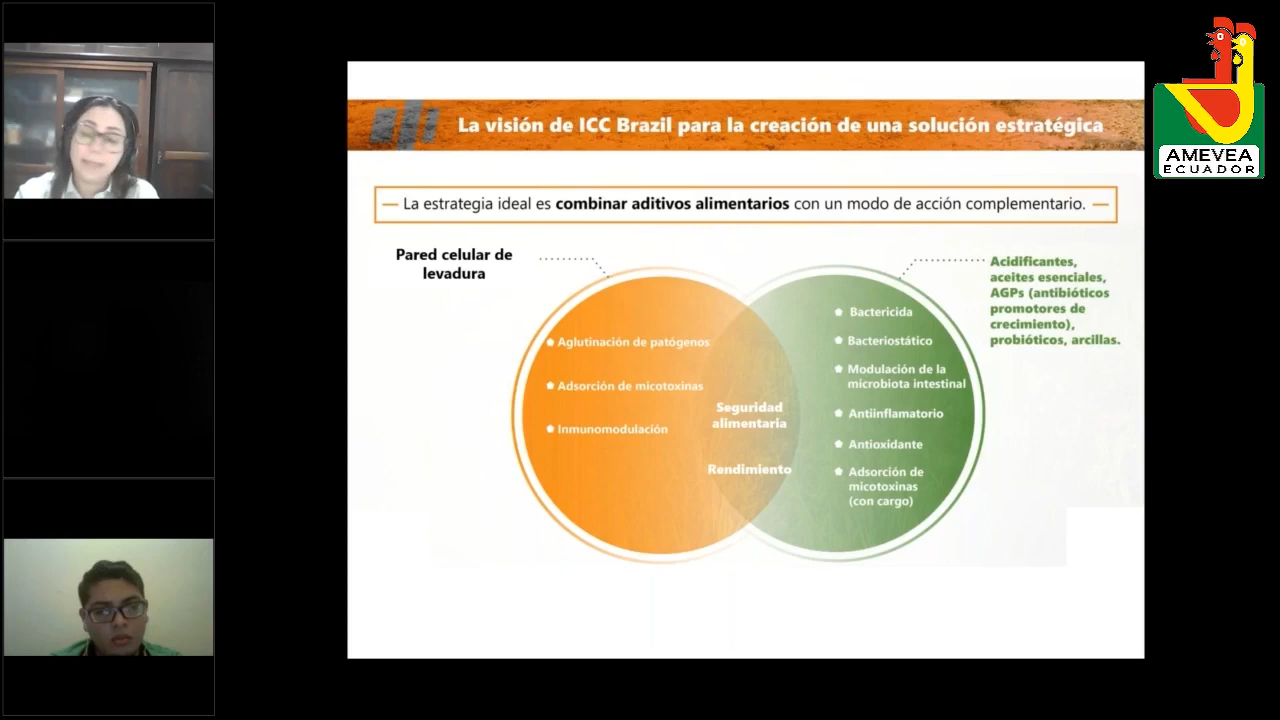 La visión de ICC Brazil para la creación de una solución estratégica
AMEVEA
ECUADOR
— La estrategia ideal es combinar aditivos alimentarios con un modo de acción complementario. —
Pared celular de
levadura
Aglutinación de patógenos
Adsorción de micotoxinas
Inmunomodulación
Seguridad
alimentaria
Rendimiento
Bactericida
Bacteriostático
Modulación de la
microbiota intestinal
Antiinflamatorio
Antioxidante
Adsorción de
micotoxinas
(con cargo)
Acidificantes,
aceites esenciales,
AGPs (antibióticos
promotores de
crecimiento),
probióticos, arcillas.